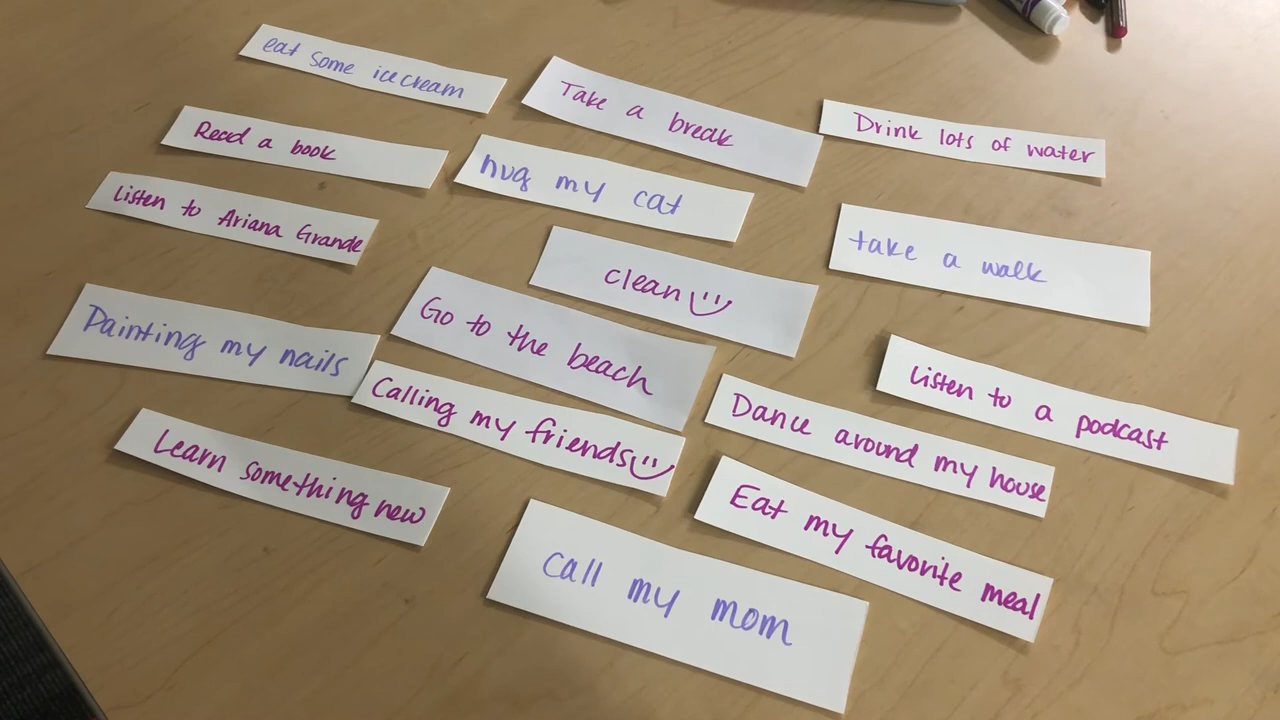 eat some ice cream
Take a break
Drink lots of water
Read a book
hug my cat
Listen to Ariana Grande
take a walk
clean
Go to the beach
Painting my nails
Listen to a podcast
Calling my friends
Dance around my house
Learn something new
Eat my favorite meal
call my mom